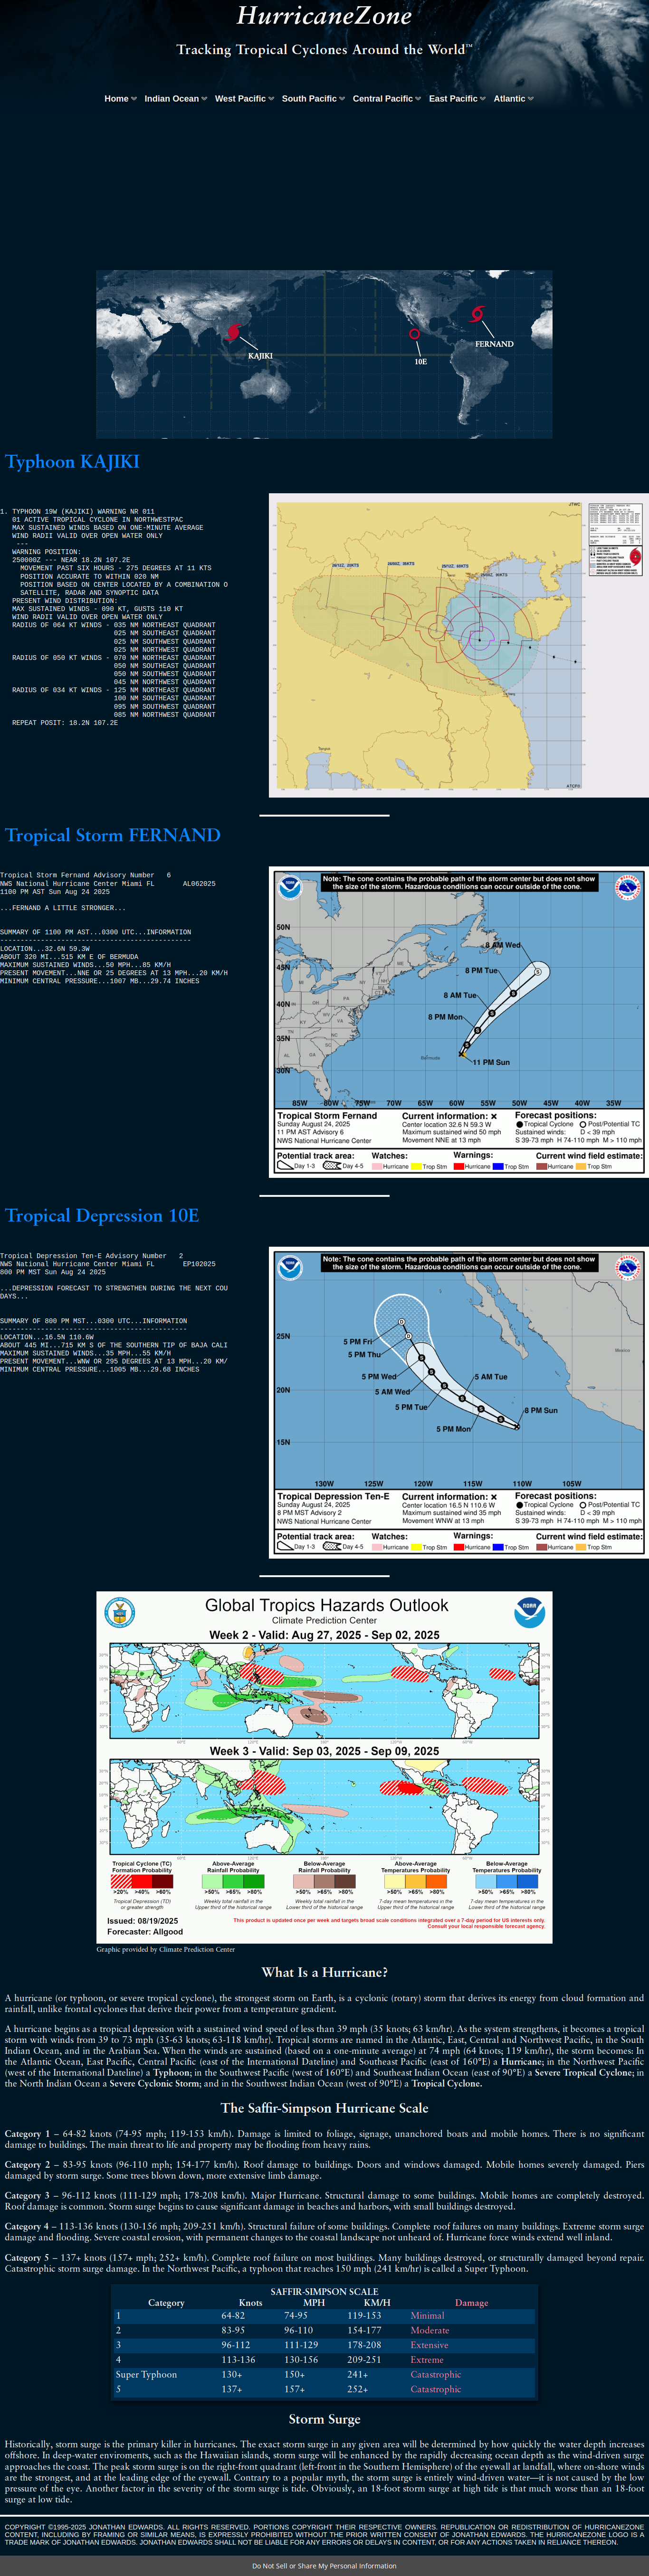 HurricaneZone
Tracking Tropical Cyclones Around the World™
Home Indian Ocean West Pacific South Pacific Central Pacific East Pacific Atlantic
KAJIKI
10E
FERNAND
Typhoon KAJIKI
1. TYPHOON 19W (KAJIKI) WARNING NR 011
01 ACTIVE TROPICAL CYCLONE IN NORTHWESTPAC
MAX SUSTAINED WINDS BASED ON ONE-MINUTE AVERAGE
WIND RADII VALID OVER OPEN WATER ONLY
---
WARNING POSITION:
250000Z --- NEAR 18.2N 107.2E
MOVEMENT PAST SIX HOURS - 275 DEGREES AT 11 KTS
POSITION ACCURATE TO WITHIN 020 NM
POSITION BASED ON CENTER LOCATED BY A COMBINATION O
SATELLITE, RADAR AND SYNOPTIC DATA
PRESENT WIND DISTRIBUTION:
MAX SUSTAINED WINDS - 090 KT, GUSTS 110 KT
WIND RADII VALID OVER OPEN WATER ONLY
RADIUS OF 064 KT WINDS - 035 NM NORTHEAST QUADRANT
025 NM SOUTHEAST QUADRANT
025 NM SOUTHWEST QUADRANT
025 NM NORTHWEST QUADRANT
RADIUS OF 050 KT WINDS - 070 NM NORTHEAST QUADRANT
050 NM SOUTHEAST QUADRANT
050 NM SOUTHWEST QUADRANT
045 NM NORTHWEST QUADRANT
RADIUS OF 034 KT WINDS - 125 NM NORTHEAST QUADRANT
100 NM SOUTHEAST QUADRANT
095 NM SOUTHWEST QUADRANT
085 NM NORTHWEST QUADRANT
REPEAT POSIT: 18.2N 107.2E
JTWC
ATCF®
Tropical Storm FERNAND
Tropical Storm Fernand Advisory Number 6
NWS National Hurricane Center Miami FL AL062025
1100 PM AST Sun Aug 24 2025
...FERNAND A LITTLE STRONGER...
SUMMARY OF 1100 PM AST...0300 UTC...INFORMATION
-----------------------------------------------
LOCATION...32.6N 59.3W
ABOUT 320 MI...515 KM E OF BERMUDA
MAXIMUM SUSTAINED WINDS...50 MPH...85 KM/H
PRESENT MOVEMENT...NNE OR 25 DEGREES AT 13 MPH...20 KM/H
MINIMUM CENTRAL PRESSURE...1007 MB...29.74 INCHES
Note: The cone contains the probable path of the storm center but does not show
the size of the storm. Hazardous conditions can occur outside of the cone.
50N
8 AM Wed
45N
8 PM Tue
8 AM Tue
40N
8 PM Mon
35N
Bermuda
11 PM Sun
30N
85W 80W 75W 70W 65W 60W 55W 50W 45W 40W 35W
Tropical Storm Fernand
Sunday August 24, 2025
11 PM AST Advisory 6
NWS National Hurricane Center
Current information: x
Center location 32.6 N 59.3 W
Maximum sustained wind 50 mph
Movement NNE at 13 mph
Forecast positions:
Tropical Cyclone Post/Potential TC
Sustained winds: D < 39 mph
S 39-73 mph H 74-110 mph M > 110 mph
Potential track area: Watches: Warnings: Current wind field estimate:
Day 1-3 Day 4-5 Hurricane Trop Stm Hurricane Trop Stm Hurricane Trop Stm
Tropical Depression 10E
Tropical Depression Ten-E Advisory Number 2
NWS National Hurricane Center Miami FL EP102025
800 PM MST Sun Aug 24 2025
...DEPRESSION FORECAST TO STRENGTHEN DURING THE NEXT COU
DAYS...
SUMMARY OF 800 PM MST...0300 UTC...INFORMATION
----------------------------------------------
LOCATION...16.5N 110.6W
ABOUT 445 MI...715 KM S OF THE SOUTHERN TIP OF BAJA CALI
MAXIMUM SUSTAINED WINDS...35 MPH...55 KM/H
PRESENT MOVEMENT...WNW OR 295 DEGREES AT 13 MPH...20 KM/
MINIMUM CENTRAL PRESSURE...1005 MB...29.68 INCHES
Note: The cone contains the probable path of the storm center but does not show
the size of the storm. Hazardous conditions can occur outside of the cone.
25N
5 PM Fri
Mexico
5 PM Thu
5 PM Wed
5 AM Tue
20N
5 AM Wed
5 PM Tue
8 PM Sun
5 PM Mon
15N
130W 125W 120W 115W 110W 105W
Tropical Depression Ten-E
Sunday August 24, 2025
8 PM MST Advisory 2
NWS National Hurricane Center
Current information: x
Center location 16.5 N 110.6 W
Maximum sustained wind 35 mph
Movement WNW at 13 mph
Forecast positions:
Tropical Cyclone Post/Potential TC
Sustained winds: D < 39 mph
S 39-73 mph H 74-110 mph M > 110 mph
Potential track area: Watches: Warnings: Current wind field estimate:
Day 1-3 Day 4-5 Hurricane Trop Stm Hurricane Trop Stm Hurricane Trop Stm
Global Tropics Hazards Outlook
Climate Prediction Center
Week 2 - Valid: Aug 27, 2025 - Sep 02, 2025
Week 3 - Valid: Sep 03, 2025 - Sep 09, 2025
Tropical Cyclone (TC)
Formation Probability
>20% >40% >60%
Tropical Depression (TD)
or greater strength
Above-Average
Rainfall Probability
>50% >65% >80%
Weekly total rainfall in the
Upper third of the historical range
Below-Average
Rainfall Probability
>50% >65% >80%
Weekly total rainfall in the
Lower third of the historical range
Above-Average
Temperatures Probability
>50% >65% >80%
7-day mean temperatures in the
Upper third of the historical range
Below-Average
Temperatures Probability
>50% >65% >80%
7-day mean temperatures in the
Lower third of the historical range
Issued: 08/19/2025
Forecaster: Allgood
This product is updated once per week and targets broad scale conditions integrated over a 7-day period for US interests only.
Consult your local responsible forecast agency.
Graphic provided by Climate Prediction Center
What Is a Hurricane?
A hurricane (or typhoon, or severe tropical cyclone), the strongest storm on Earth, is a cyclonic (rotary) storm that derives its energy from cloud formation and
rainfall, unlike frontal cyclones that derive their power from a temperature gradient.
A hurricane begins as a tropical depression with a sustained wind speed of less than 39 mph (35 knots; 63 km/hr). As the system strengthens, it becomes a tropical
storm with winds from 39 to 73 mph (35-63 knots; 63-118 km/hr). Tropical storms are named in the Atlantic, East, Central and Northwest Pacific, in the South
Indian Ocean, and in the Arabian Sea. When the winds are sustained (based on a one-minute average) at 74 mph (64 knots; 119 km/hr), the storm becomes: In
the Atlantic Ocean, East Pacific, Central Pacific (east of the International Dateline) and Southeast Pacific (east of 160°E) a Hurricane; in the Northwest Pacific
(west of the International Dateline) a Typhoon; in the Southwest Pacific (west of 160°E) and Southeast Indian Ocean (east of 90°E) a Severe Tropical Cyclone; in
the North Indian Ocean a Severe Cyclonic Storm; and in the Southwest Indian Ocean (west of 90°E) a Tropical Cyclone.
The Saffir-Simpson Hurricane Scale
Category 1 – 64-82 knots (74-95 mph; 119-153 km/h). Damage is limited to foliage, signage, unanchored boats and mobile homes. There is no significant
damage to buildings. The main threat to life and property may be flooding from heavy rains.
Category 2 – 83-95 knots (96-110 mph; 154-177 km/h). Roof damage to buildings. Doors and windows damaged. Mobile homes severely damaged. Piers
damaged by storm surge. Some trees blown down, more extensive limb damage.
Category 3 – 96-112 knots (111-129 mph; 178-208 km/h). Major Hurricane. Structural damage to some buildings. Mobile homes are completely destroyed.
Roof damage is common. Storm surge begins to cause significant damage in beaches and harbors, with small buildings destroyed.
Category 4 – 113-136 knots (130-156 mph; 209-251 km/h). Structural failure of some buildings. Complete roof failures on many buildings. Extreme storm surge
damage and flooding. Severe coastal erosion, with permanent changes to the coastal landscape not unheard of. Hurricane force winds extend well inland.
Category 5 – 137+ knots (157+ mph; 252+ km/h). Complete roof failure on most buildings. Many buildings destroyed, or structurally damaged beyond repair.
Catastrophic storm surge damage. In the Northwest Pacific, a typhoon that reaches 150 mph (241 km/hr) is called a Super Typhoon.
SAFFIR-SIMPSON SCALE
Category Knots MPH KM/H Damage
1 64-82 74-95 119-153 Minimal
2 83-95 96-110 154-177 Moderate
3 96-112 111-129 178-208 Extensive
4 113-136 130-156 209-251 Extreme
Super Typhoon 130+ 150+ 241+ Catastrophic
5 137+ 157+ 252+ Catastrophic
Storm Surge
Historically, storm surge is the primary killer in hurricanes. The exact storm surge in any given area will be determined by how quickly the water depth increases
offshore. In deep-water enviroments, such as the Hawaiian islands, storm surge will be enhanced by the rapidly decreasing ocean depth as the wind-driven surge
approaches the coast. The peak storm surge is on the right-front quadrant (left-front in the Southern Hemisphere) of the eyewall at landfall, where on-shore winds
are the strongest, and at the leading edge of the eyewall. Contrary to a popular myth, the storm surge is entirely wind-driven water—it is not caused by the low
pressure of the eye. Another factor in the severity of the storm surge is tide. Obviously, an 18-foot storm surge at high tide is that much worse than an 18-foot
surge at low tide.
COPYRIGHT ©1995-2025 JONATHAN EDWARDS. ALL RIGHTS RESERVED. PORTIONS COPYRIGHT THEIR RESPECTIVE OWNERS. REPUBLICATION OR REDISTRIBUTION OF HURRICANEZONE
CONTENT, INCLUDING BY FRAMING OR SIMILAR MEANS, IS EXPRESSLY PROHIBITED WITHOUT THE PRIOR WRITTEN CONSENT OF JONATHAN EDWARDS. THE HURRICANEZONE LOGO IS A
TRADE MARK OF JONATHAN EDWARDS. JONATHAN EDWARDS SHALL NOT BE LIABLE FOR ANY ERRORS OR DELAYS IN CONTENT, OR FOR ANY ACTIONS TAKEN IN RELIANCE THEREON.
Do Not Sell or Share My Personal Information